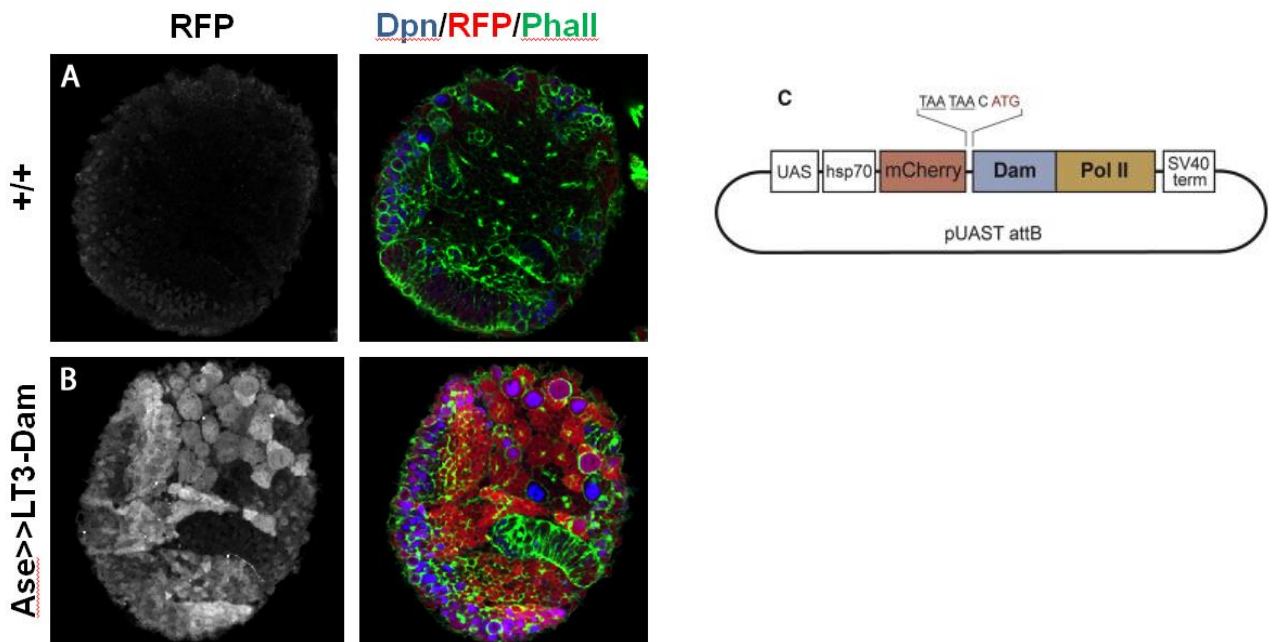 RFP
Dpn/RFP/Phall
A
+/+
B
Ase>>LT3-Dam
C
TAA TAA C ATG
UAS
hsp70
mCherry
Dam
Pol II
SV40
term
pUAST attB